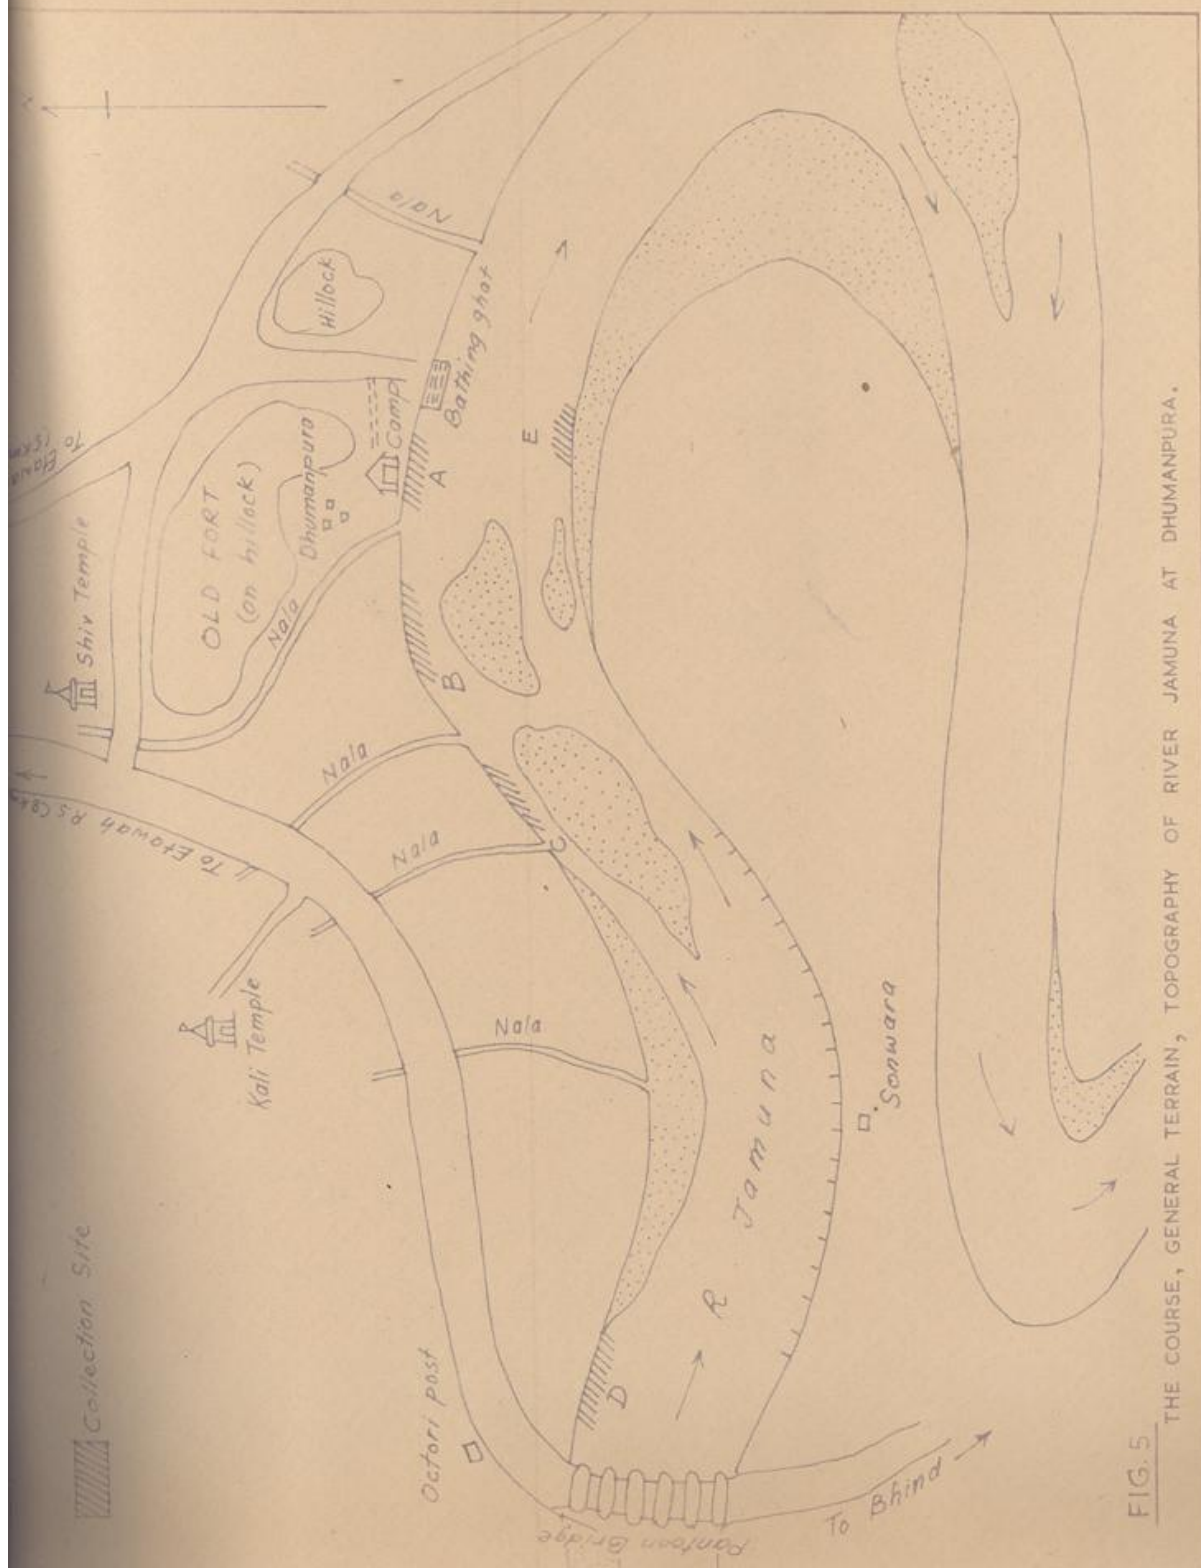 Collection Site
Shiv Temple
To
To Etawah RS
Kali Temple
OLD FORT
(on hillock)
Dhumanpura
Hillock
Nala
Nala
Nala
Nala
Nala
Camp
Bathing ghat
A
B
C
D
E
Octori post
Pontoon Bridge
R Jamuna
Sonwara
To Bhind
FIG. 5
THE COURSE, GENERAL TERRAIN, TOPOGRAPHY OF RIVER JAMUNA AT DHUMANPURA.